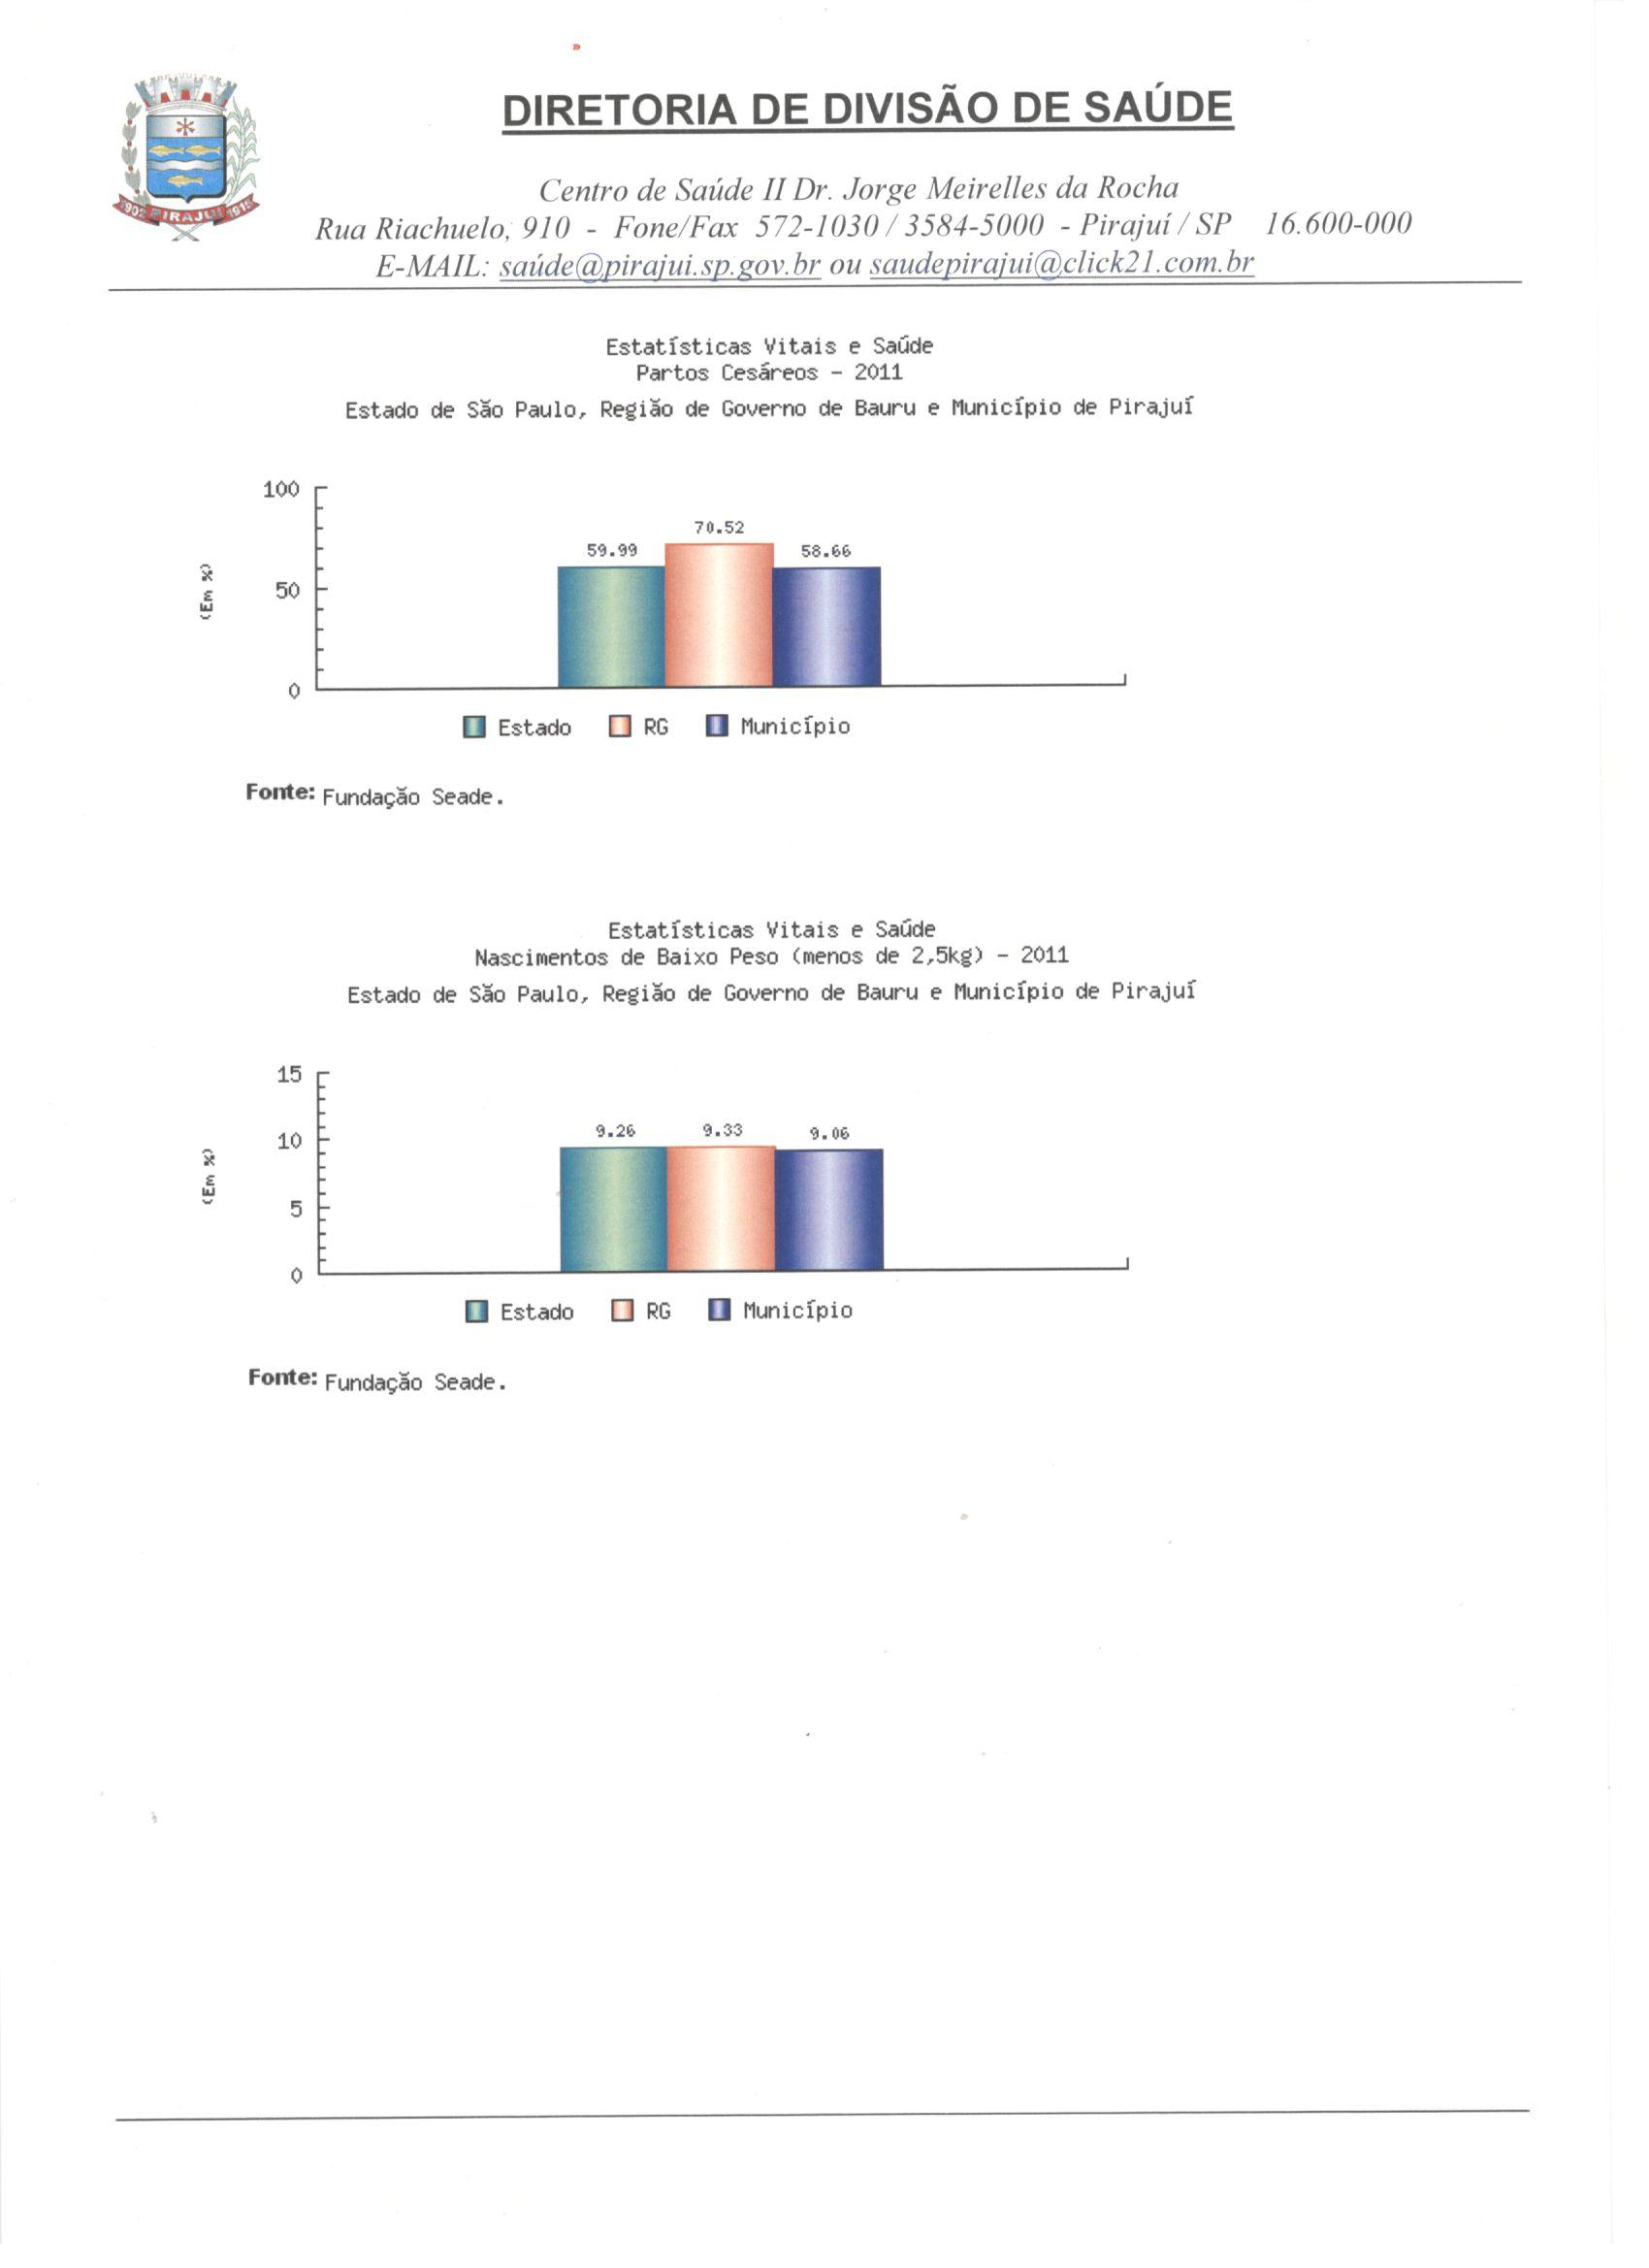 DIRETORIA DE DIVISÃO DE SAÚDE
Centro de Saúde II Dr. Jorge Meirelles da Rocha
Rua Riachuelo, 910 - Fone/Fax 572-1030 / 3584-5000 - Pirajuí / SP 16.600-000
E-MAIL: saúde@pirajui.sp.gov.br ou saudepirajui@click21.com.br
1902 PIRAJUI 1915
Estatísticas Vitais e Saúde
Partos Cesáreos - 2011
Estado de São Paulo, Região de Governo de Bauru e Município de Pirajuí
(Em %)
100
50
0
59.99
70.52
58.66
Estado RG Município
Fonte: Fundação Seade.
Estatísticas Vitais e Saúde
Nascimentos de Baixo Peso (menos de 2,5kg) - 2011
Estado de São Paulo, Região de Governo de Bauru e Município de Pirajuí
(Em %)
15
10
5
0
9.26
9.33
9.06
Estado RG Município
Fonte: Fundação Seade.